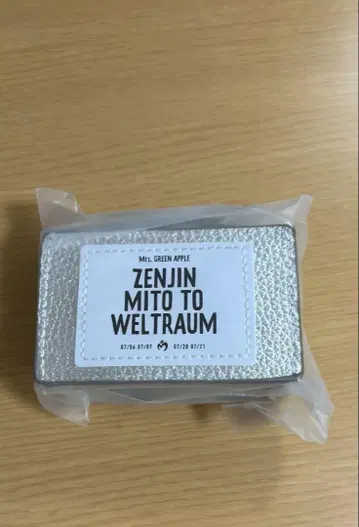 Mrs. GREEN APPLE
ZENJIN
MITO TO
WELTRAUM
07/06 07/07 07/20 07/21